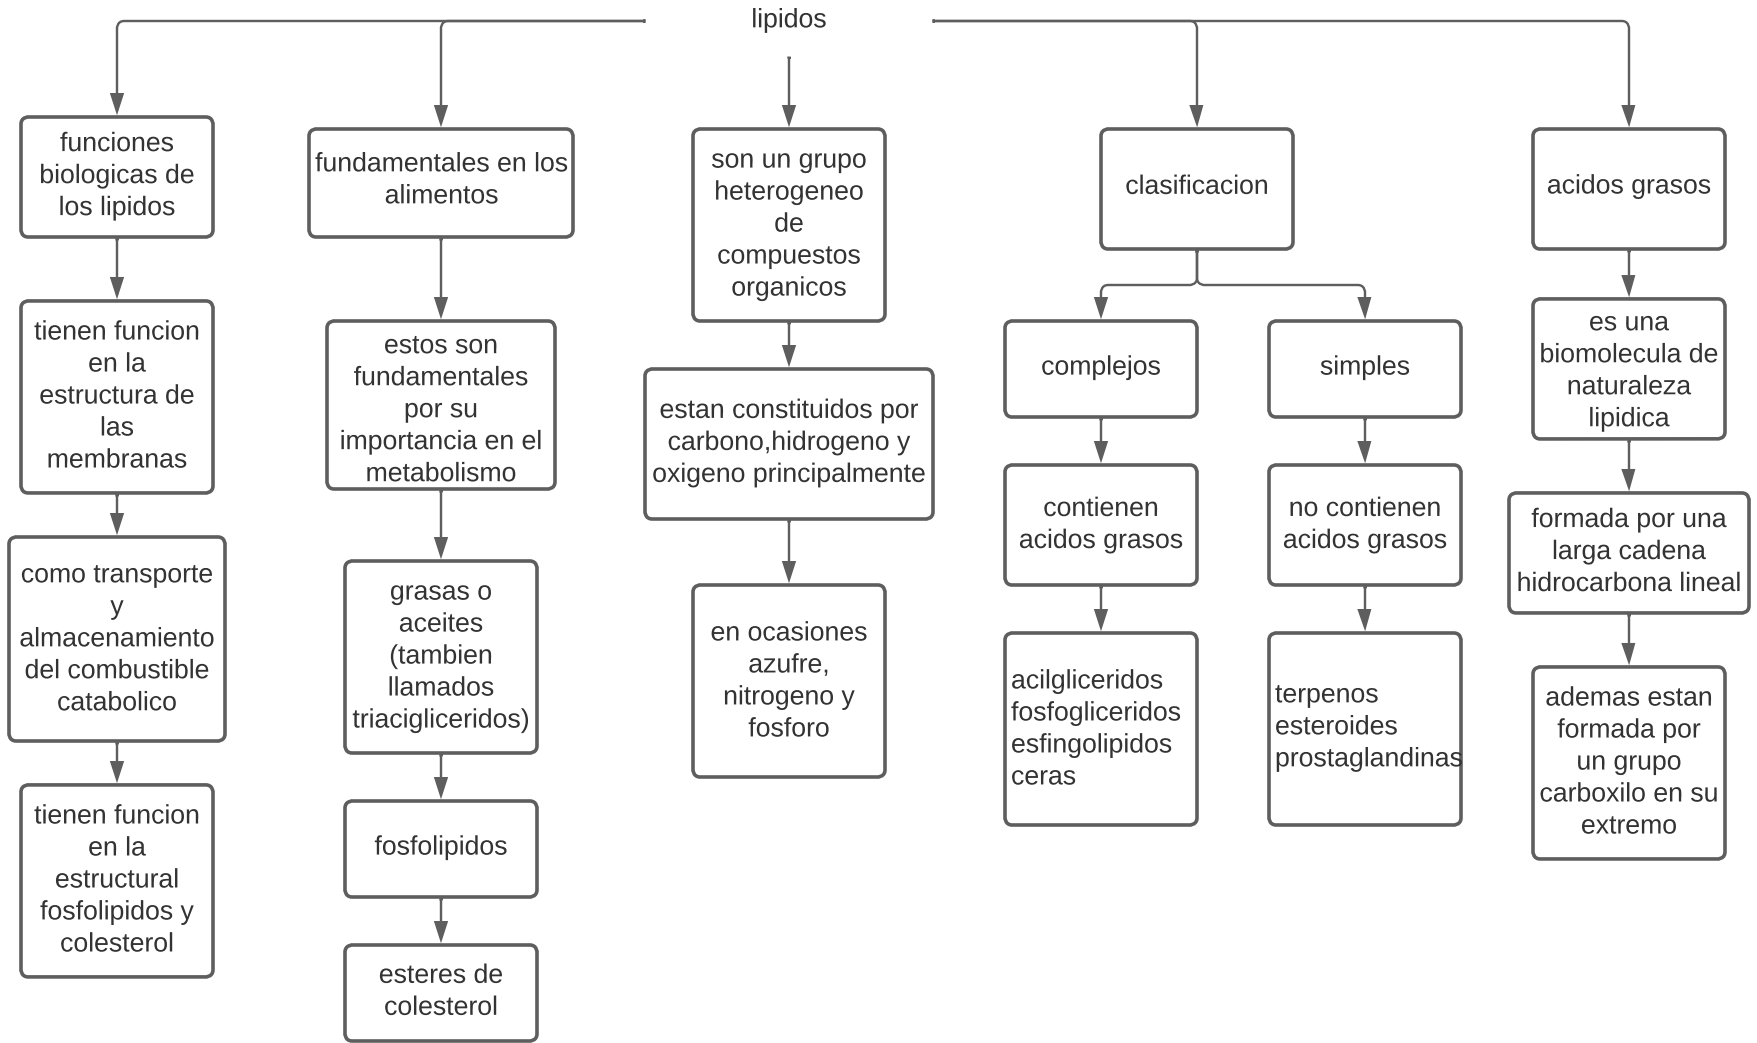 lipidos
funciones
biologicas de
los lipidos
tienen funcion
en la
estructura de
las
membranas
como transporte
y
almacenamiento
del combustible
catabolico
tienen funcion
en la
estructural
fosfolipidos y
colesterol
fundamentales en los
alimentos
estos son
fundamentales
por su
importancia en el
metabolismo
grasas o
aceites
(tambien
llamados
triacigliceridos)
fosfolipidos
esteres de
colesterol
son un grupo
heterogeneo
de
compuestos
organicos
estan constituidos por
carbono,hidrogeno y
oxigeno principalmente
en ocasiones
azufre,
nitrogeno y
fosforo
clasificacion
complejos
contienen
acidos grasos
acilgliceridos
fosfogliceridos
esfingolipidos
ceras
simples
no contienen
acidos grasos
terpenos
esteroides
prostaglandinas
acidos grasos
es una
biomolecula de
naturaleza
lipidica
formada por una
larga cadena
hidrocarbona lineal
ademas estan
formada por
un grupo
carboxilo en su
extremo